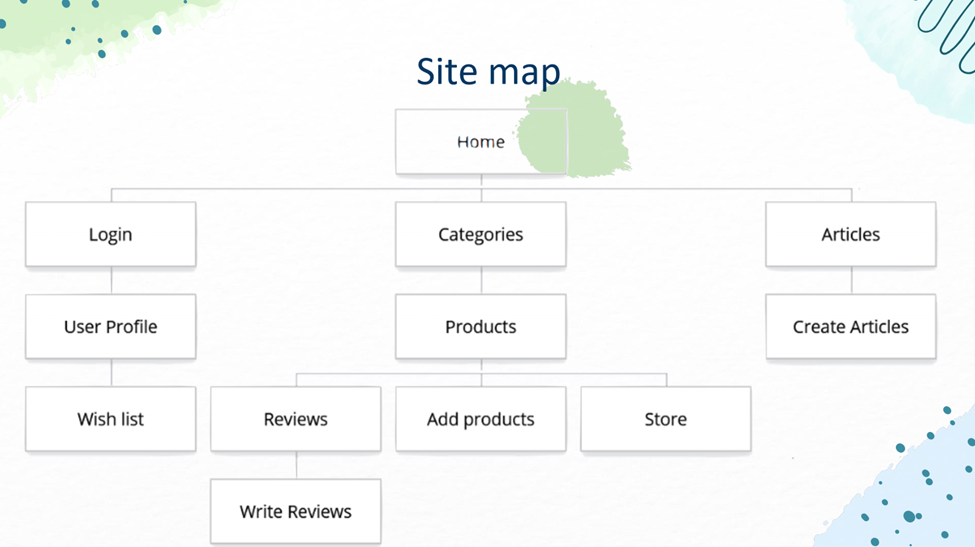 Site map
Home
Login
Categories
Articles
User Profile
Products
Create Articles
Wish list
Reviews
Add products
Store
Write Reviews